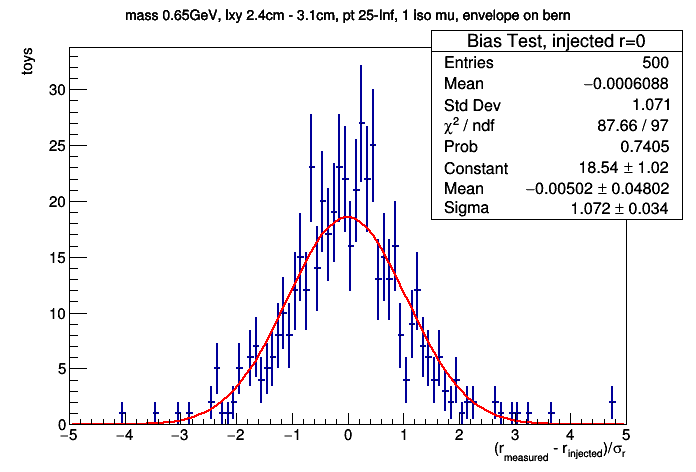 mass 0.65GeV, lxy 2.4cm - 3.1cm, pt 25-Inf, 1 Iso mu, envelope on bern
Bias Test, injected r=0
Entries 500
Mean −0.0006088
Std Dev 1.071
χ² / ndf 87.66 / 97
Prob 0.7405
Constant 18.54 ± 1.02
Mean −0.00502 ± 0.04802
Sigma 1.072 ± 0.034
toys
30
25
20
15
10
5
0
−5 −4 −3 −2 −1 0 1 2 3 4 5
(r_measured - r_injected)/σ_r